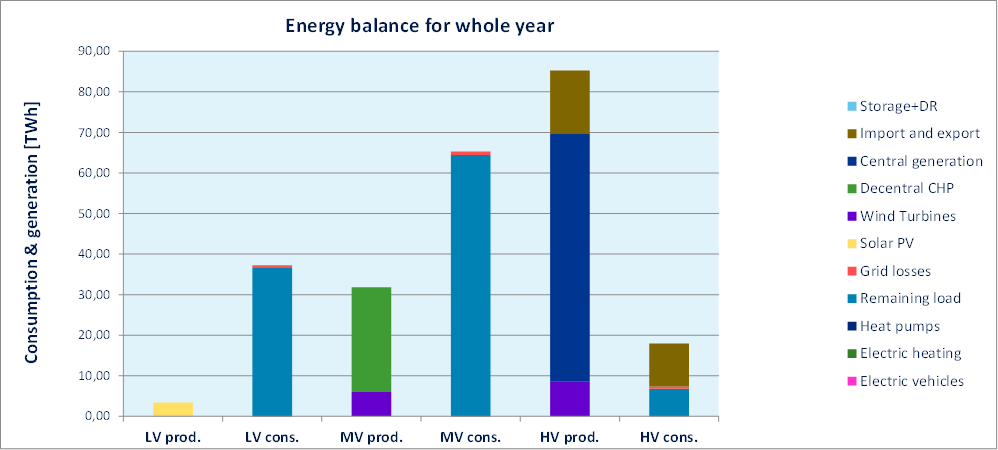 Energy balance for whole year
Consumption & generation [TWh]
90,00
80,00
70,00
60,00
50,00
40,00
30,00
20,00
10,00
0,00
LV prod.
LV cons.
MV prod.
MV cons.
HV prod.
HV cons.
Storage+DR
Import and export
Central generation
Decentral CHP
Wind Turbines
Solar PV
Grid losses
Remaining load
Heat pumps
Electric heating
Electric vehicles